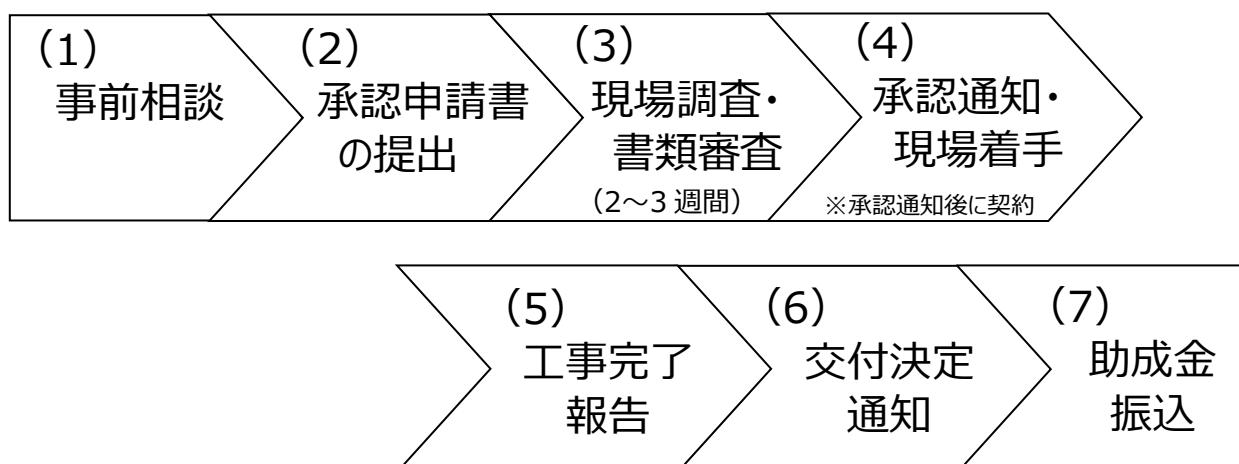 (1)
事前相談
(2)
承認申請書
の提出
(3)
現場調査・
書類審査
(2～3 週間)
(4)
承認通知・
現場着手
※承認通知後に契約
(5)
工事完了
報告
(6)
交付決定
通知
(7)
助成金
振込